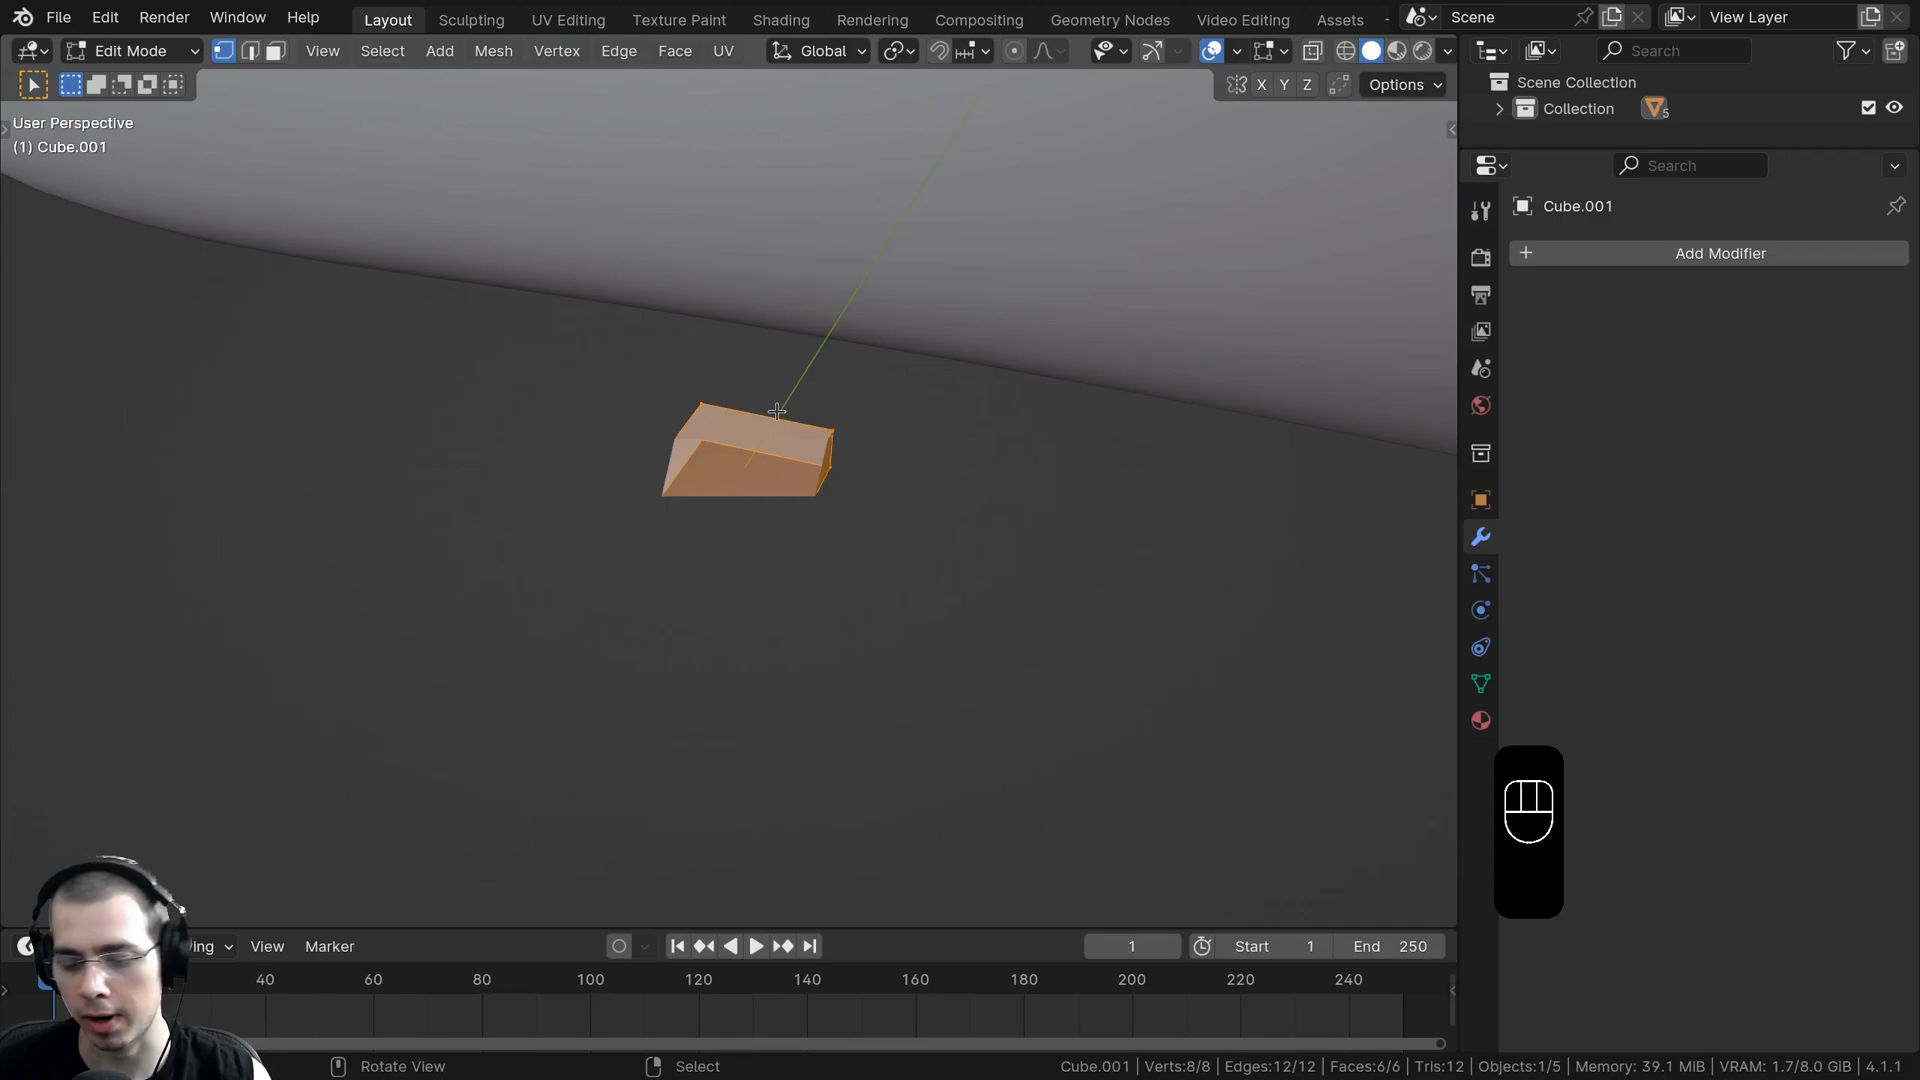 File Edit Render Window Help Layout Sculpting UV Editing Texture Paint Shading Rendering Compositing Geometry Nodes Video Editing Assets Scene View Layer
Edit Mode View Select Add Mesh Vertex Edge Face UV Global Search
X Y Z Options
Scene Collection
Collection 5
User Perspective
(1) Cube.001
Search
Cube.001
Add Modifier
ing View Marker 1 Start 1 End 250
40 60 80 100 120 140 160 180 200 220 240
Rotate View Select Cube.001 | Verts:8/8 | Edges:12/12 | Faces:6/6 | Tris:12 | Objects:1/5 | Memory: 39.1 MiB | VRAM: 1.7/8.0 GiB | 4.1.1